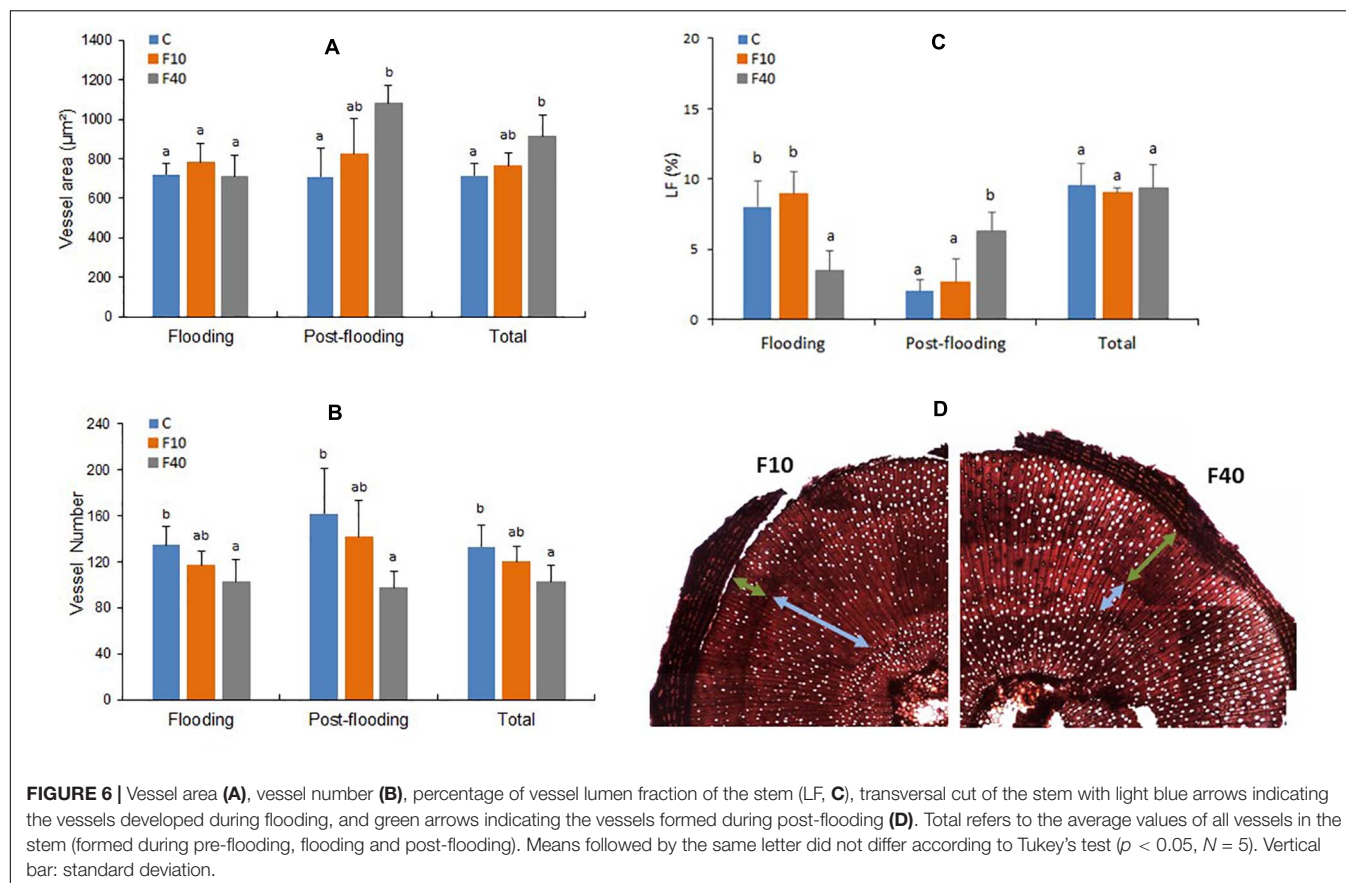 A
C
F10
F40
1400
1200
1000
800
600
400
200
0
Vessel area (µm²)
a a a
a ab b
a ab b
Flooding Post-flooding Total
C
C
F10
F40
20
15
10
5
0
LF (%)
b b a
a a b
a a a
Flooding Post-flooding Total
B
C
F10
F40
240
200
160
120
80
40
0
Vessel Number
b ab a
b ab a
b ab a
Flooding Post-flooding Total
D
F10
F40
FIGURE 6 | Vessel area (A), vessel number (B), percentage of vessel lumen fraction of the stem (LF, C), transversal cut of the stem with light blue arrows indicating
the vessels developed during flooding, and green arrows indicating the vessels formed during post-flooding (D). Total refers to the average values of all vessels in the
stem (formed during pre-flooding, flooding and post-flooding). Means followed by the same letter did not differ according to Tukey's test (p < 0.05, N = 5). Vertical
bar: standard deviation.